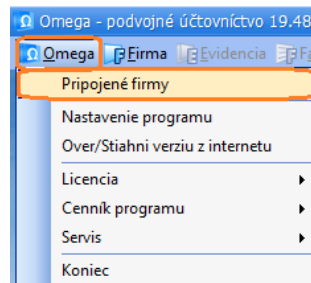 Omega - podvojné účtovníctvo 19.48
Omega Firma Evidencia
Pripojené firmy
Nastavenie programu
Over/Stiahni verziu z internetu
Licencia
Cenník programu
Servis
Koniec